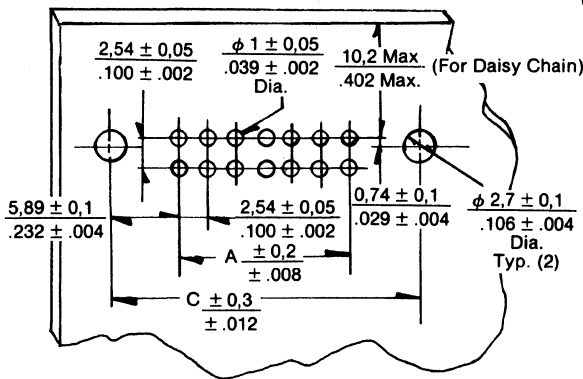 2,54 ± 0,05
.100 ± .002
ϕ 1 ± 0,05
.039 ± .002
Dia.
10,2 Max
.402 Max.
(For Daisy Chain)
5,89 ± 0,1
.232 ± .004
2,54 ± 0,05
.100 ± .002
0,74 ± 0,1
.029 ± .004
ϕ 2,7 ± 0,1
.106 ± .004
Dia.
Typ. (2)
A ± 0,2
± .008
C ± 0,3
± .012